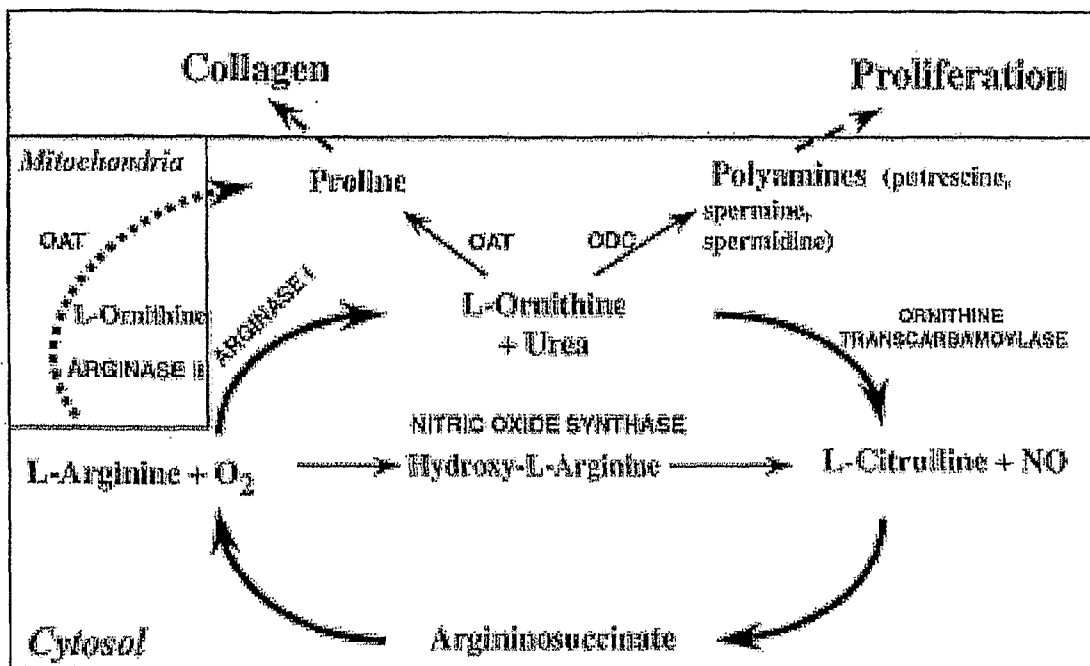 Collagen
Proliferation
Mitochondria
Proline
Polyamines (putrescine,
spermine,
spermidine)
OAT
OAT
ODC
L-Ornithine
ARGINASE I
L-Ornithine
+ Urea
ORNITHINE
TRANSCARBAMOYLASE
ARGINASE II
NITRIC OXIDE SYNTHASE
L-Arginine + O₂
Hydroxy-L-Arginine
L-Citrulline + NO
Cytosol
Argininosuccinate